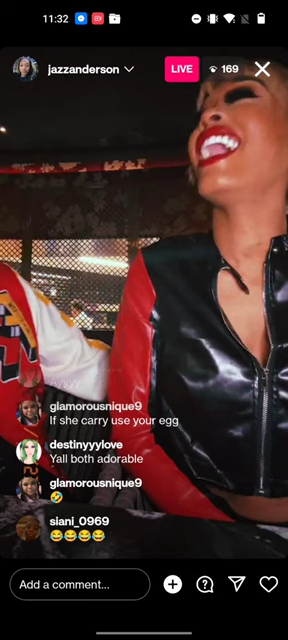 11:32
jazzanderson
LIVE
169
glamorousnique9
If she carry use your egg
destinyyylove
Yall both adorable
glamorousnique9
🤣
siani_0969
😂😂😂😂
Add a comment...